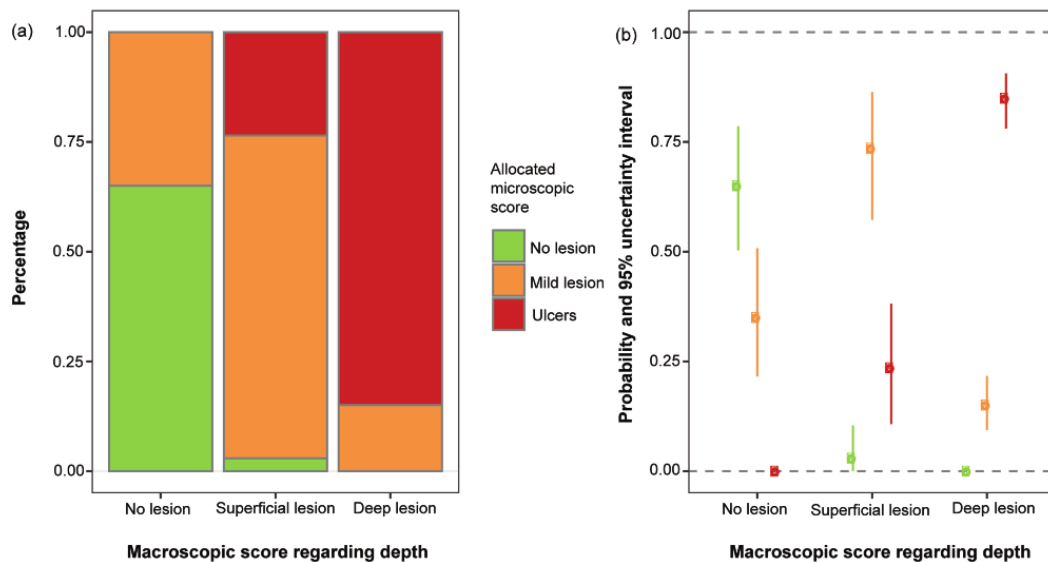 (a)
1.00
0.75
0.50
0.25
0.00
Percentage
No lesion
Superficial lesion
Deep lesion
Macroscopic score regarding depth
Allocated
microscopic
score
No lesion
Mild lesion
Ulcers
(b)
1.00
0.75
0.50
0.25
0.00
Probability and 95% uncertainty interval
No lesion
Superficial lesion
Deep lesion
Macroscopic score regarding depth